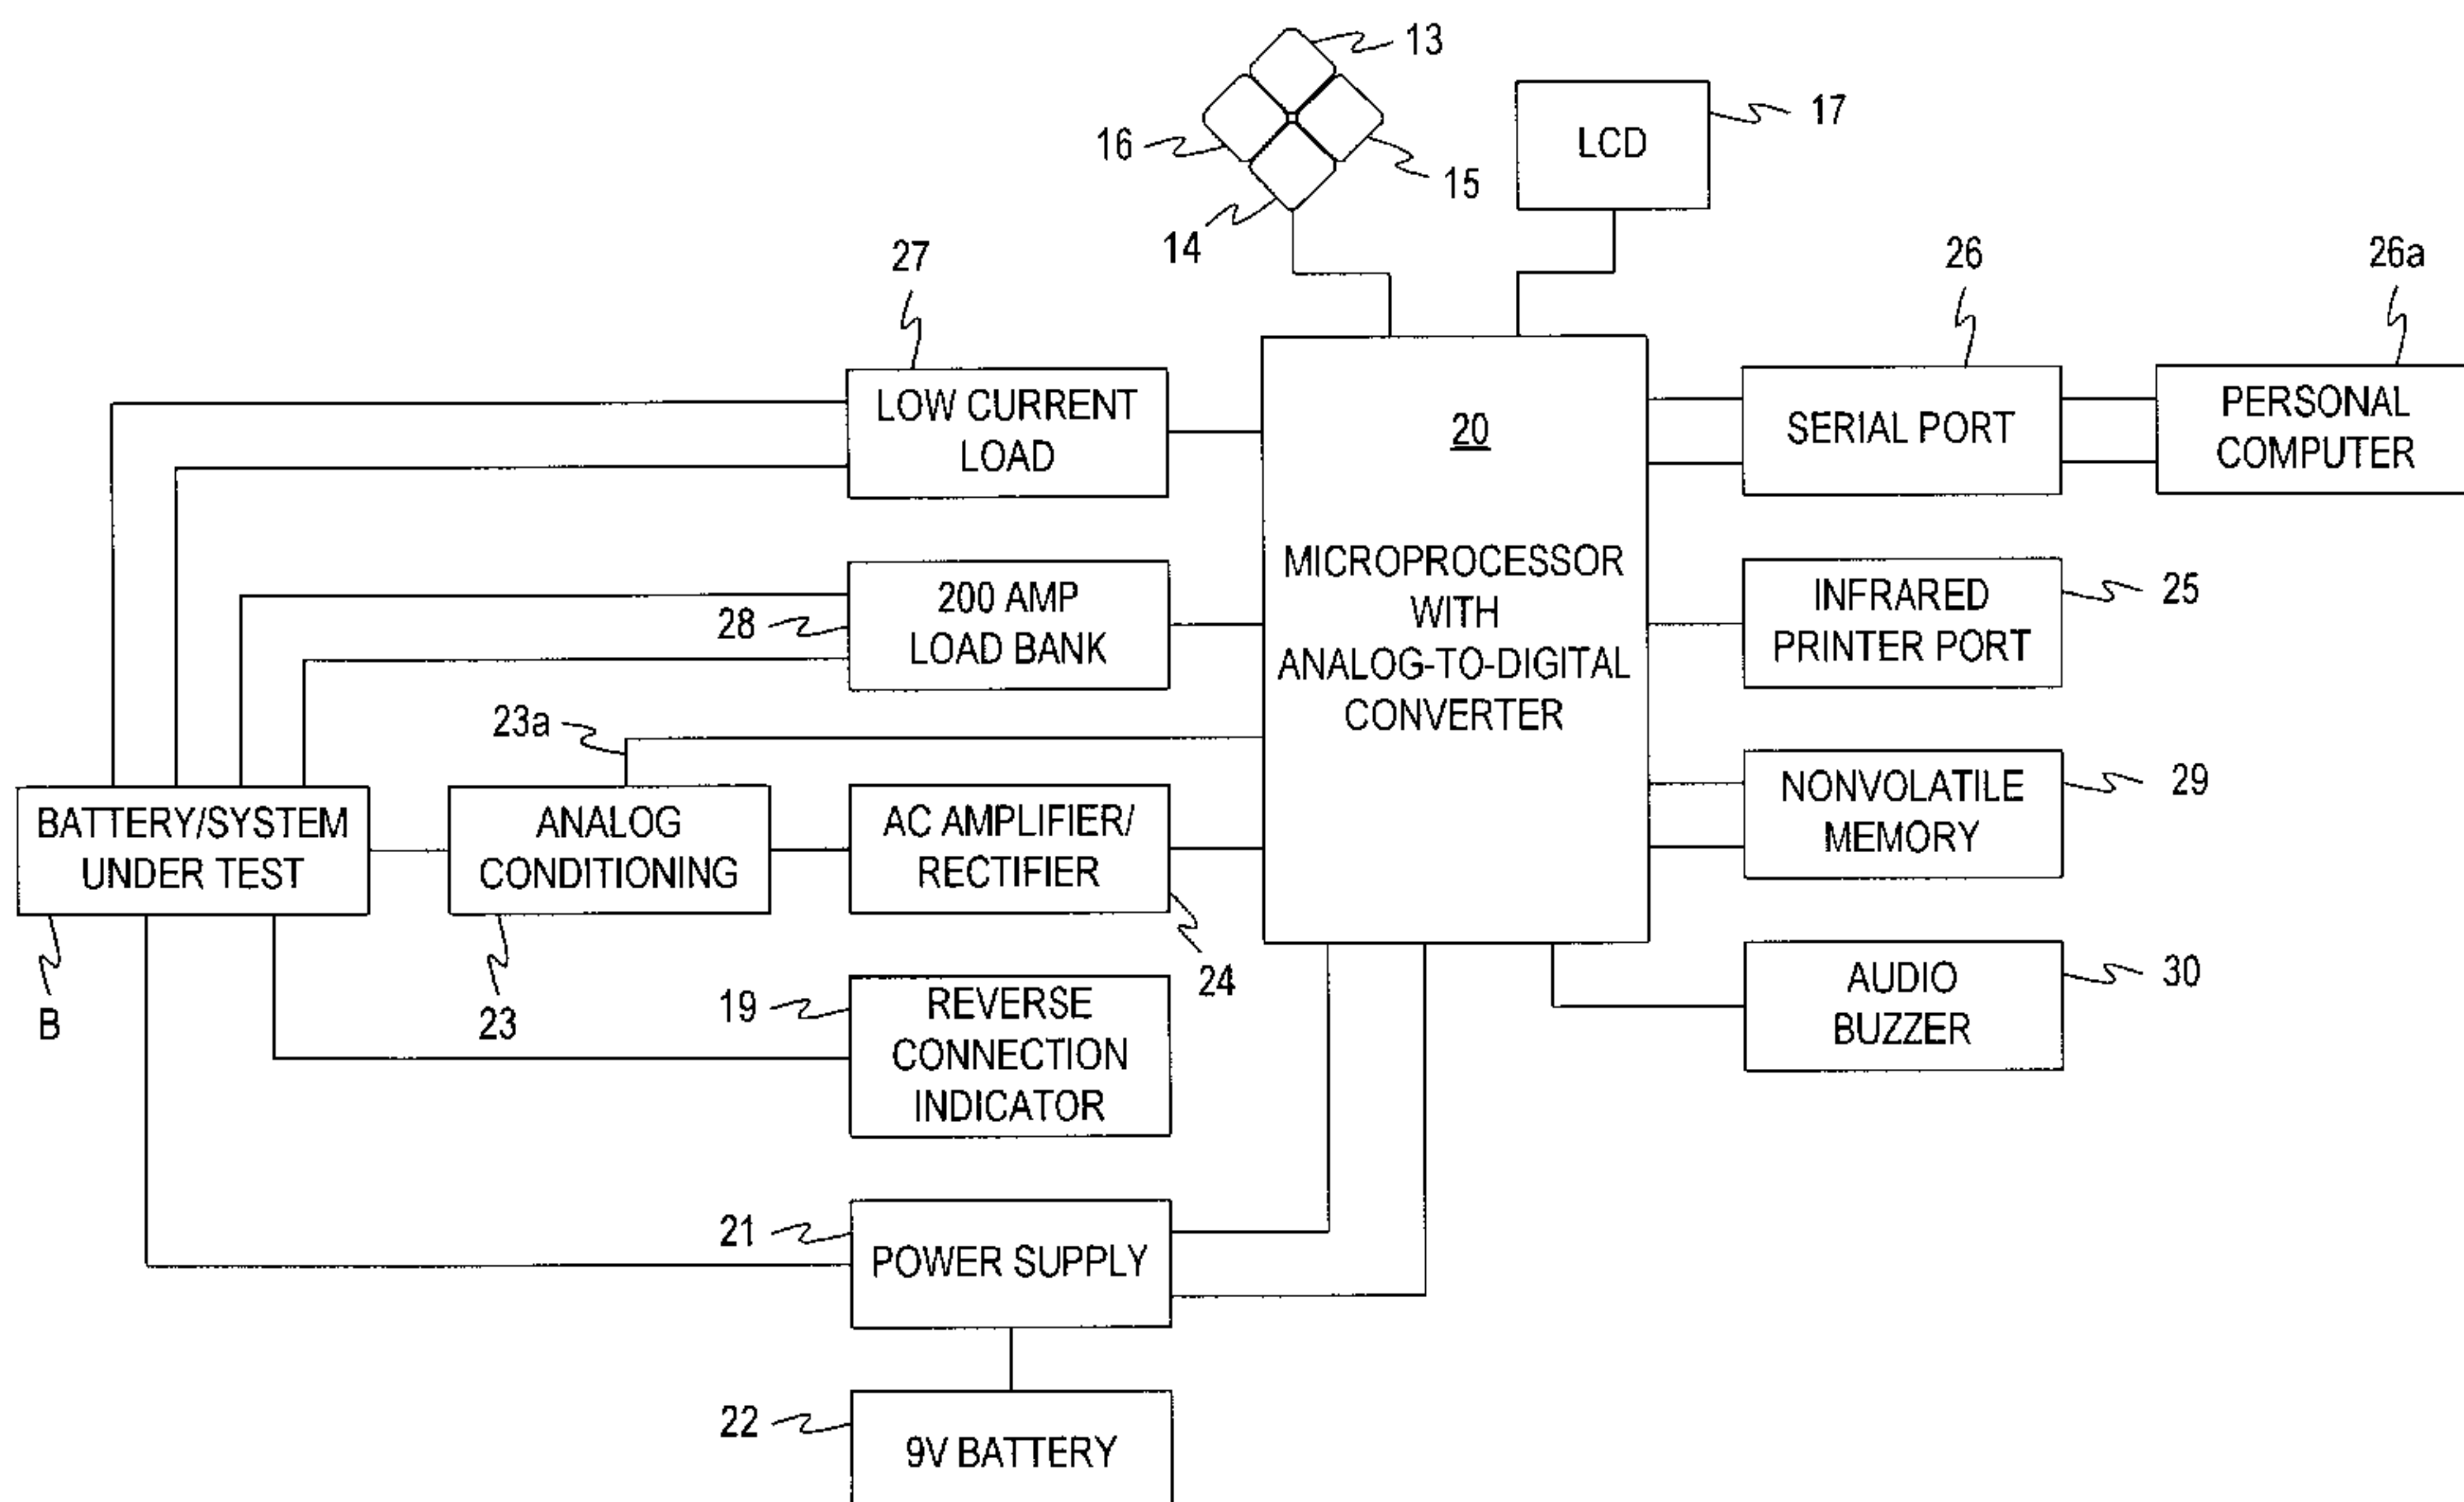 13
16
15
14
LCD
17
27
26
26a
LOW CURRENT
LOAD
20
MICROPROCESSOR
WITH
ANALOG-TO-DIGITAL
CONVERTER
SERIAL PORT
PERSONAL
COMPUTER
28
200 AMP
LOAD BANK
INFRARED
PRINTER PORT
25
23a
BATTERY/SYSTEM
UNDER TEST
B
ANALOG
CONDITIONING
23
AC AMPLIFIER/
RECTIFIER
24
NONVOLATILE
MEMORY
29
19
REVERSE
CONNECTION
INDICATOR
AUDIO
BUZZER
30
21
POWER SUPPLY
22
9V BATTERY